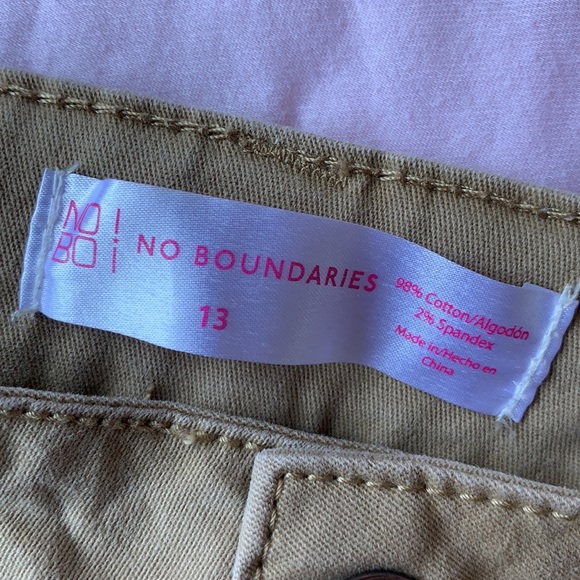 NO!
BO¡
NO BOUNDARIES
13
98% Cotton/Algodón
2% Spandex
Made in/Hecho en
China